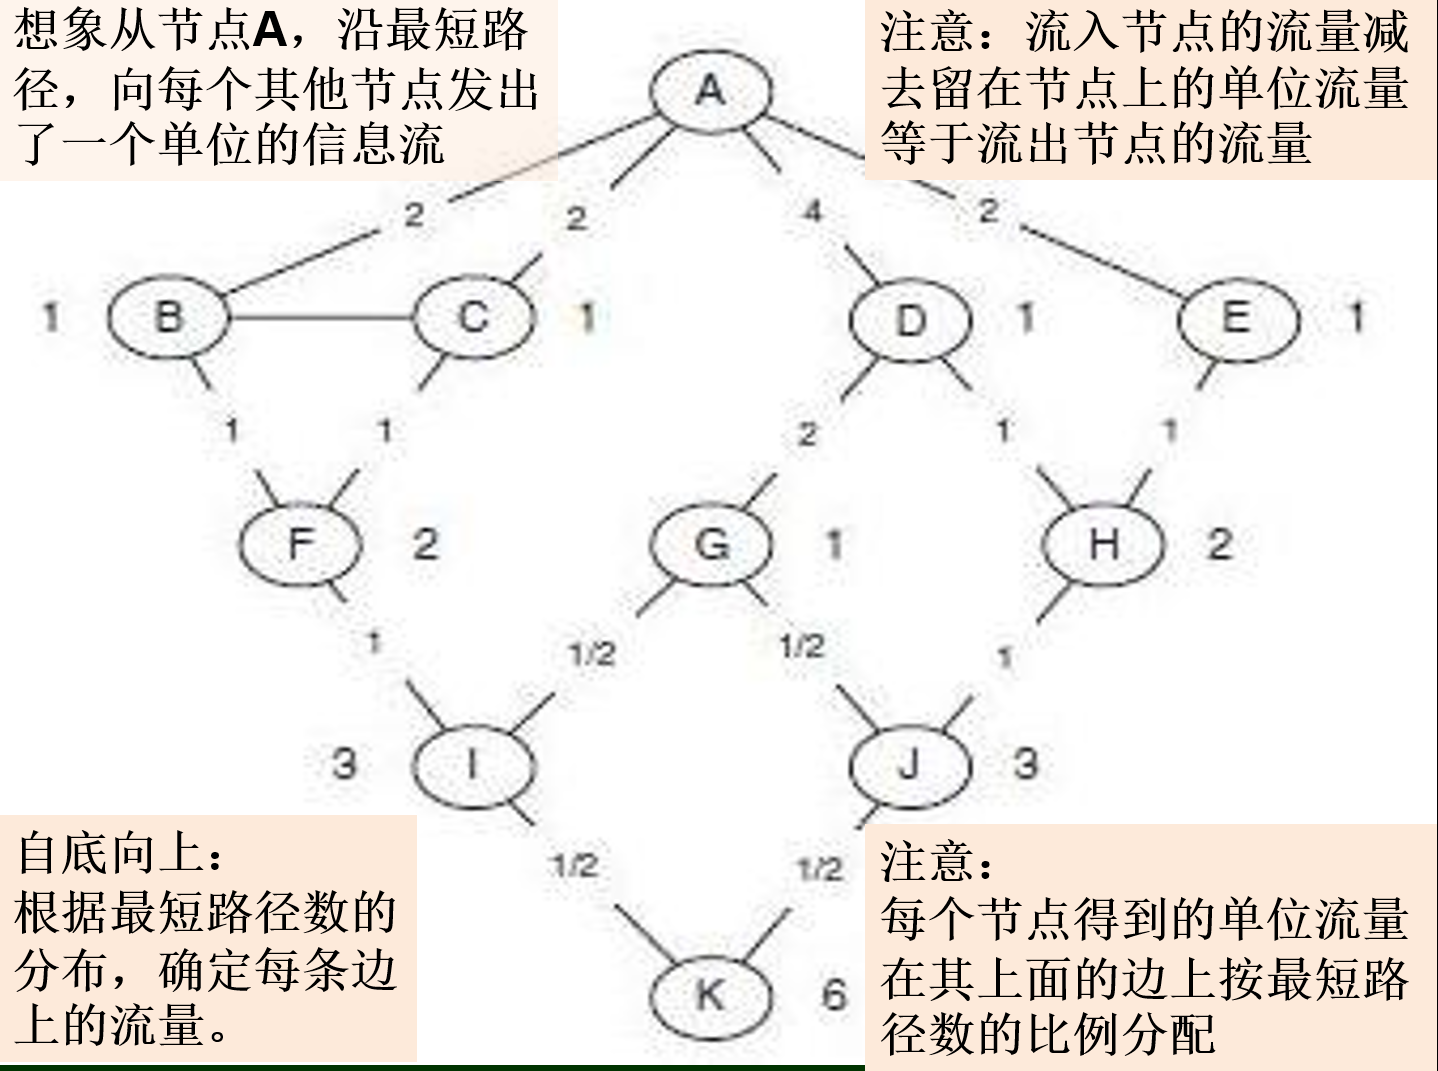 想象从节点A，沿最短路
径，向每个其他节点发出
了一个单位的信息流
注意：流入节点的流量减
去留在节点上的单位流量
等于流出节点的流量
A
2
2
4
2
1
B
C
1
D
1
E
1
1
1
2
1
1
F
2
G
1
H
2
1
1/2
1/2
1
3
I
J
3
1/2
1/2
K
6
自底向上：
根据最短路径数的
分布，确定每条边
上的流量。
注意：
每个节点得到的单位流量
在其上面的边上按最短路
径数的比例分配